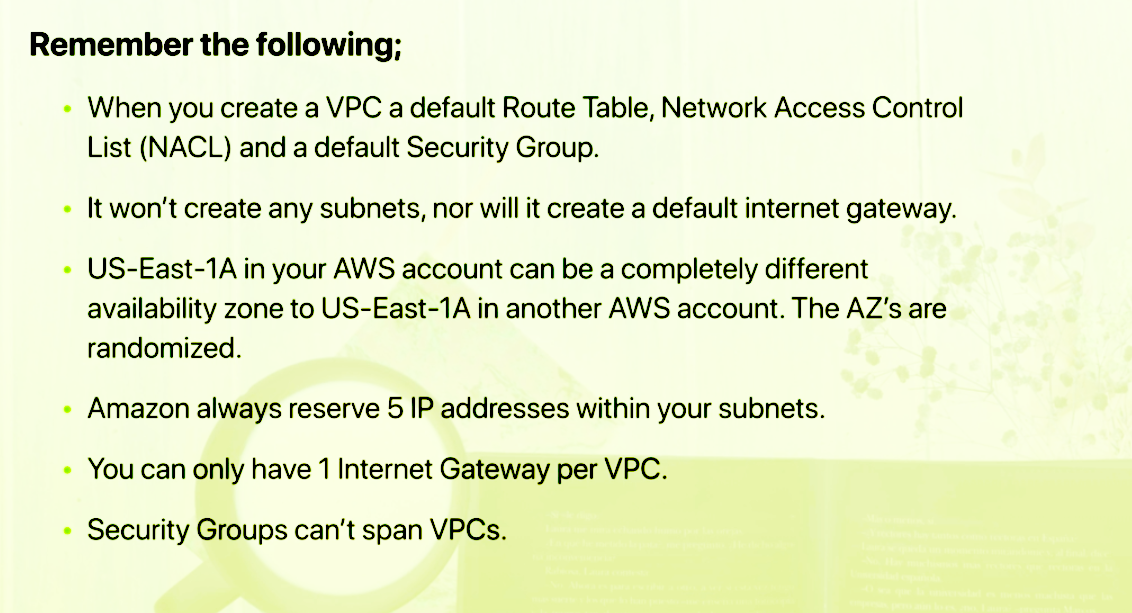 Remember the following;
• When you create a VPC a default Route Table, Network Access Control
List (NACL) and a default Security Group.
• It won't create any subnets, nor will it create a default internet gateway.
• US-East-1A in your AWS account can be a completely different
availability zone to US-East-1A in another AWS account. The AZ's are
randomized.
• Amazon always reserve 5 IP addresses within your subnets.
• You can only have 1 Internet Gateway per VPC.
• Security Groups can't span VPCs.